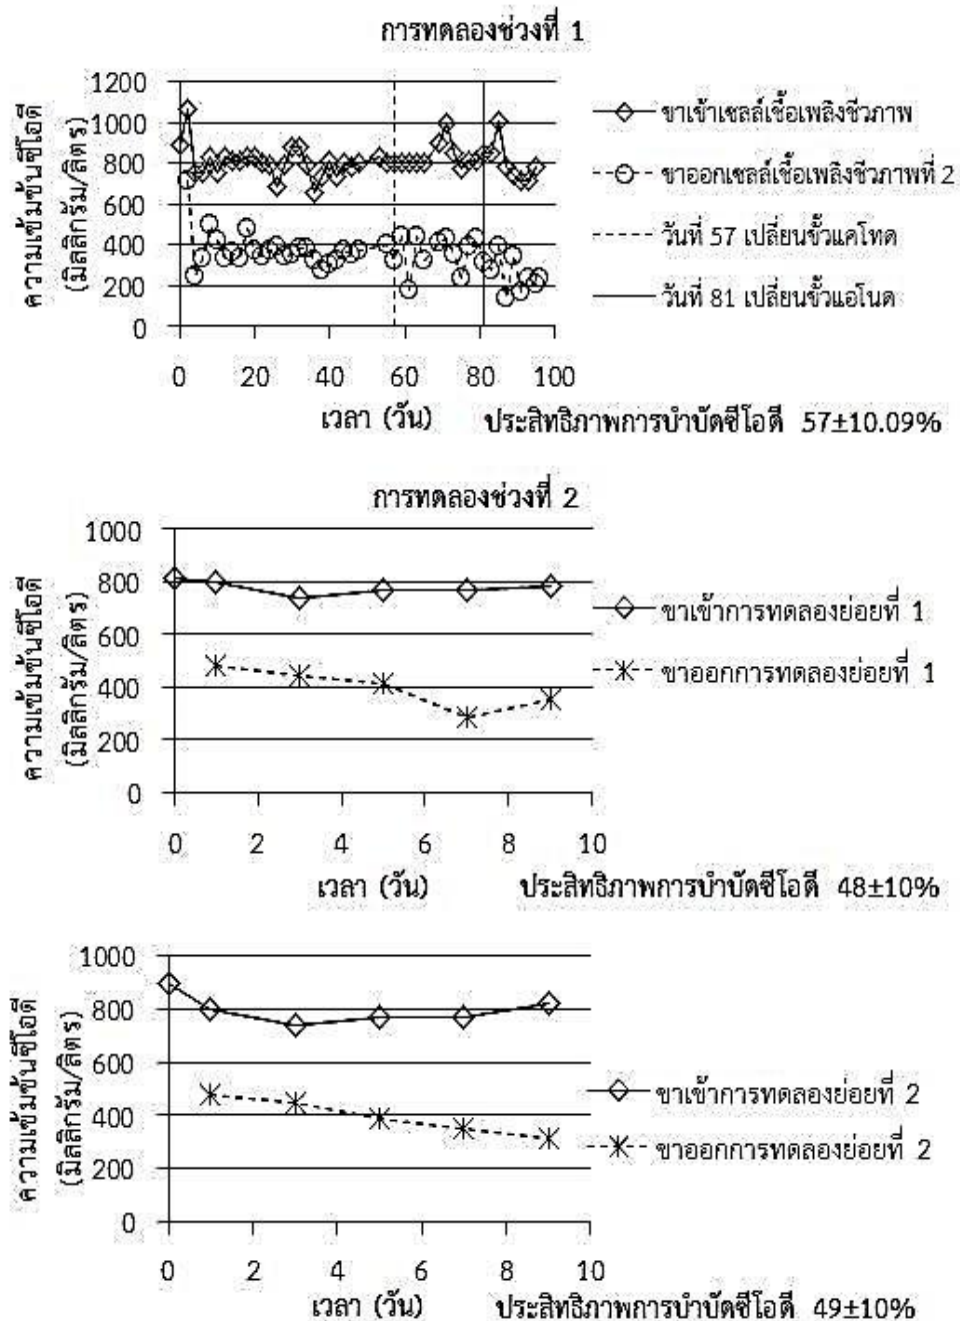 การทดลองช่วงที่ 1
ความเข้มข้นซีโอดี
(มิลลิกรัม/ลิตร)
1200
1000
800
600
400
200
0
0 20 40 60 80 100
เวลา (วัน)
ขาเข้าเซลล์เชื้อเพลิงชีวภาพ
ขาออกเซลล์เชื้อเพลิงชีวภาพที่ 2
วันที่ 57 เปลี่ยนขั้วแคโทด
วันที่ 81 เปลี่ยนขั้วแอโนด
ประสิทธิภาพการบำบัดซีโอดี 57±10.09%
การทดลองช่วงที่ 2
ความเข้มข้นซีโอดี
(มิลลิกรัม/ลิตร)
1000
800
600
400
200
0
0 2 4 6 8 10
เวลา (วัน)
ขาเข้าการทดลองย่อยที่ 1
ขาออกการทดลองย่อยที่ 1
ประสิทธิภาพการบำบัดซีโอดี 48±10%
ความเข้มข้นซีโอดี
(มิลลิกรัม/ลิตร)
1000
800
600
400
200
0
0 2 4 6 8 10
เวลา (วัน)
ขาเข้าการทดลองย่อยที่ 2
ขาออกการทดลองย่อยที่ 2
ประสิทธิภาพการบำบัดซีโอดี 49±10%